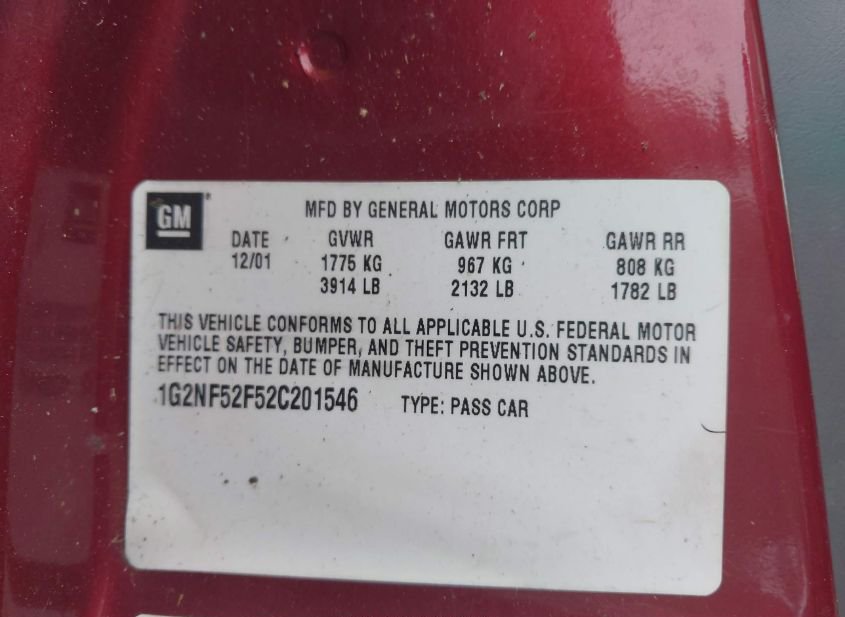 GM
MFD BY GENERAL MOTORS CORP
DATE GVWR GAWR FRT GAWR RR
12/01 1775 KG 967 KG 808 KG
3914 LB 2132 LB 1782 LB
THIS VEHICLE CONFORMS TO ALL APPLICABLE U.S. FEDERAL MOTOR
VEHICLE SAFETY, BUMPER, AND THEFT PREVENTION STANDARDS IN
EFFECT ON THE DATE OF MANUFACTURE SHOWN ABOVE.
1G2NF52F52C201546 TYPE: PASS CAR